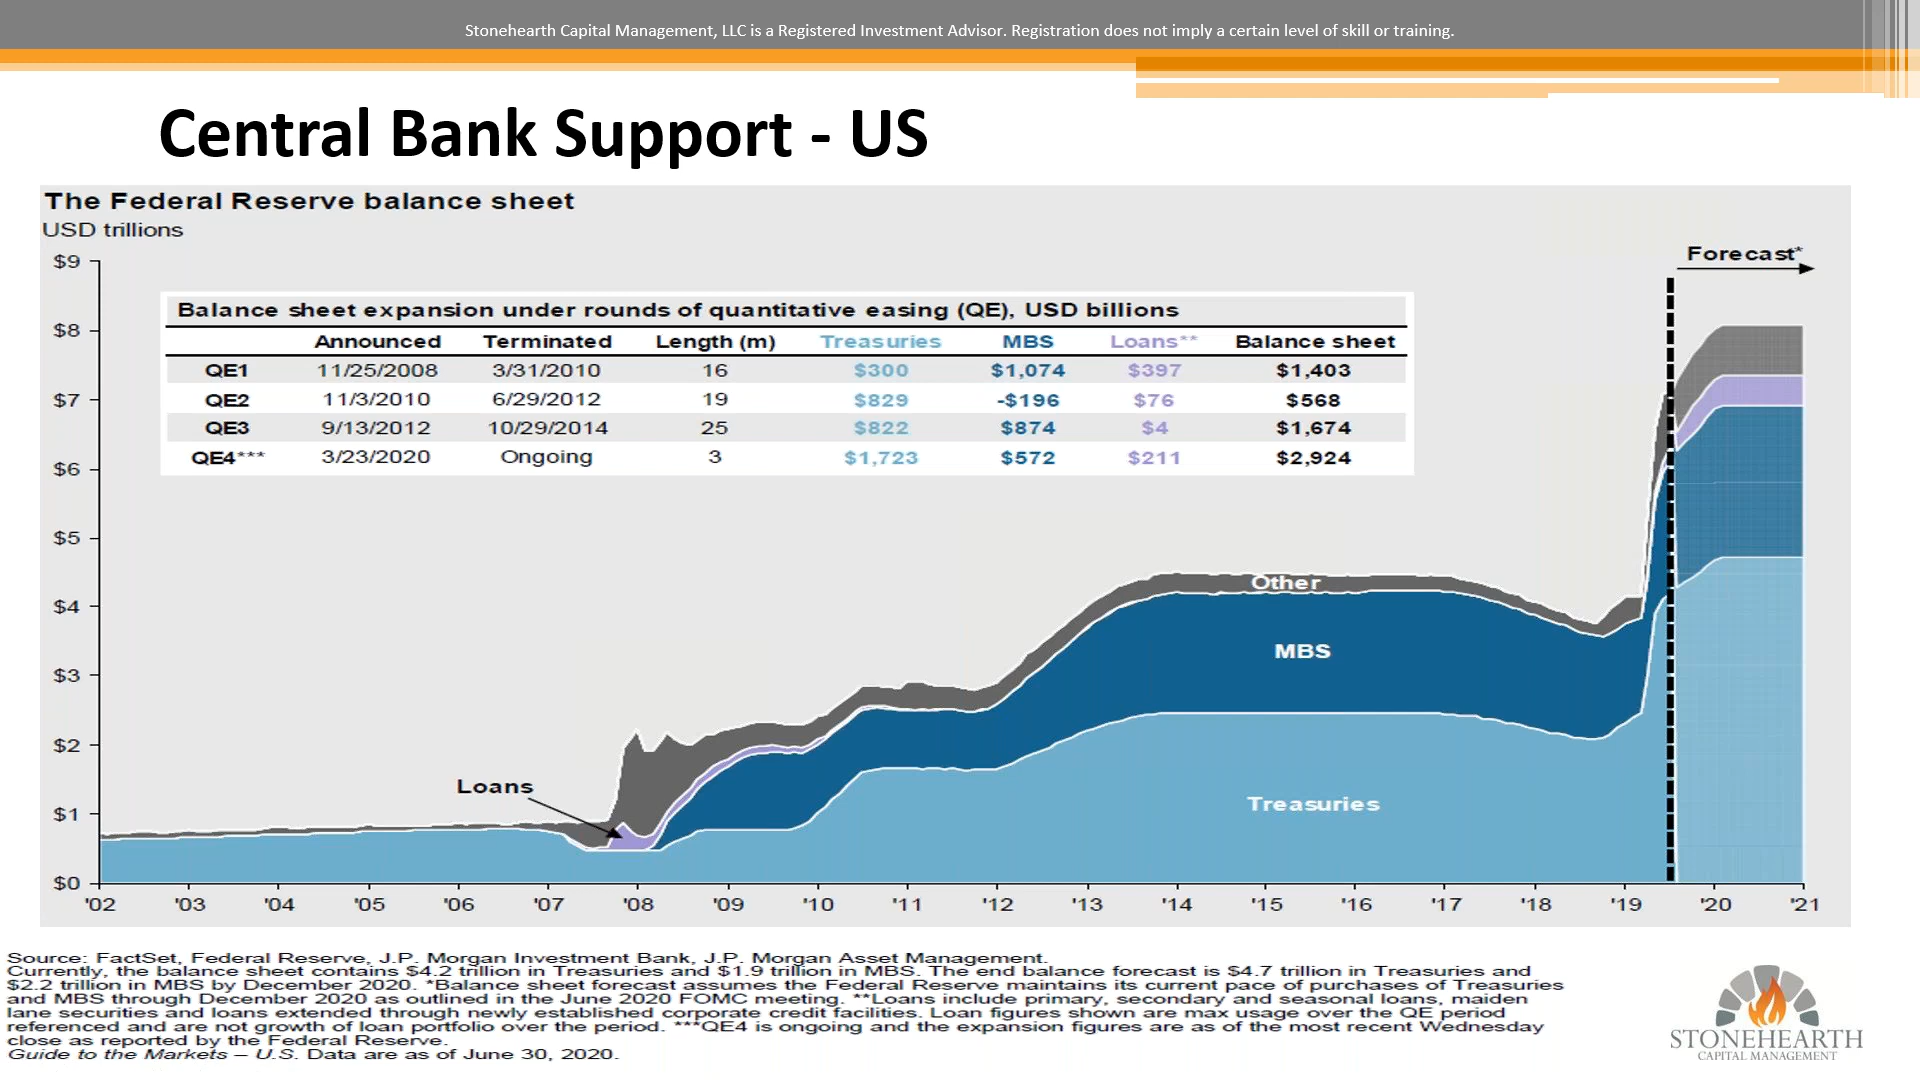 Stonehearth Capital Management, LLC is a Registered Investment Advisor. Registration does not imply a certain level of skill or training.
Central Bank Support - US
The Federal Reserve balance sheet
USD trillions
Forecast*
$9
$8
$7
$6
$5
$4
$3
$2
$1
$0
Balance sheet expansion under rounds of quantitative easing (QE), USD billions
Announced Terminated Length (m) Treasuries MBS Loans** Balance sheet
QE1 11/25/2008 3/31/2010 16 $300 $1,074 $397 $1,403
QE2 11/3/2010 6/29/2012 19 $829 -$196 $76 $568
QE3 9/13/2012 10/29/2014 25 $822 $874 $4 $1,674
QE4*** 3/23/2020 Ongoing 3 $1,723 $572 $211 $2,924
Other
MBS
Loans
Treasuries
'02 '03 '04 '05 '06 '07 '08 '09 '10 '11 '12 '13 '14 '15 '16 '17 '18 '19 '20 '21
Source: FactSet, Federal Reserve, J.P. Morgan Investment Bank, J.P. Morgan Asset Management.
Currently, the balance sheet contains $4.2 trillion in Treasuries and $1.9 trillion in MBS. The end balance forecast is $4.7 trillion in Treasuries and
$2.2 trillion in MBS by December 2020. *Balance sheet forecast assumes the Federal Reserve maintains its current pace of purchases of Treasuries
and MBS through December 2020 as outlined in the June 2020 FOMC meeting. **Loans include primary, secondary and seasonal loans, maiden
lane securities and loans extended through newly established corporate credit facilities. Loan figures shown are max usage over the QE period
referenced and are not growth of loan portfolio over the period. ***QE4 is ongoing and the expansion figures are as of the most recent Wednesday
close as reported by the Federal Reserve.
Guide to the Markets – U.S. Data are as of June 30, 2020.
STONEHEARTH
CAPITAL MANAGEMENT